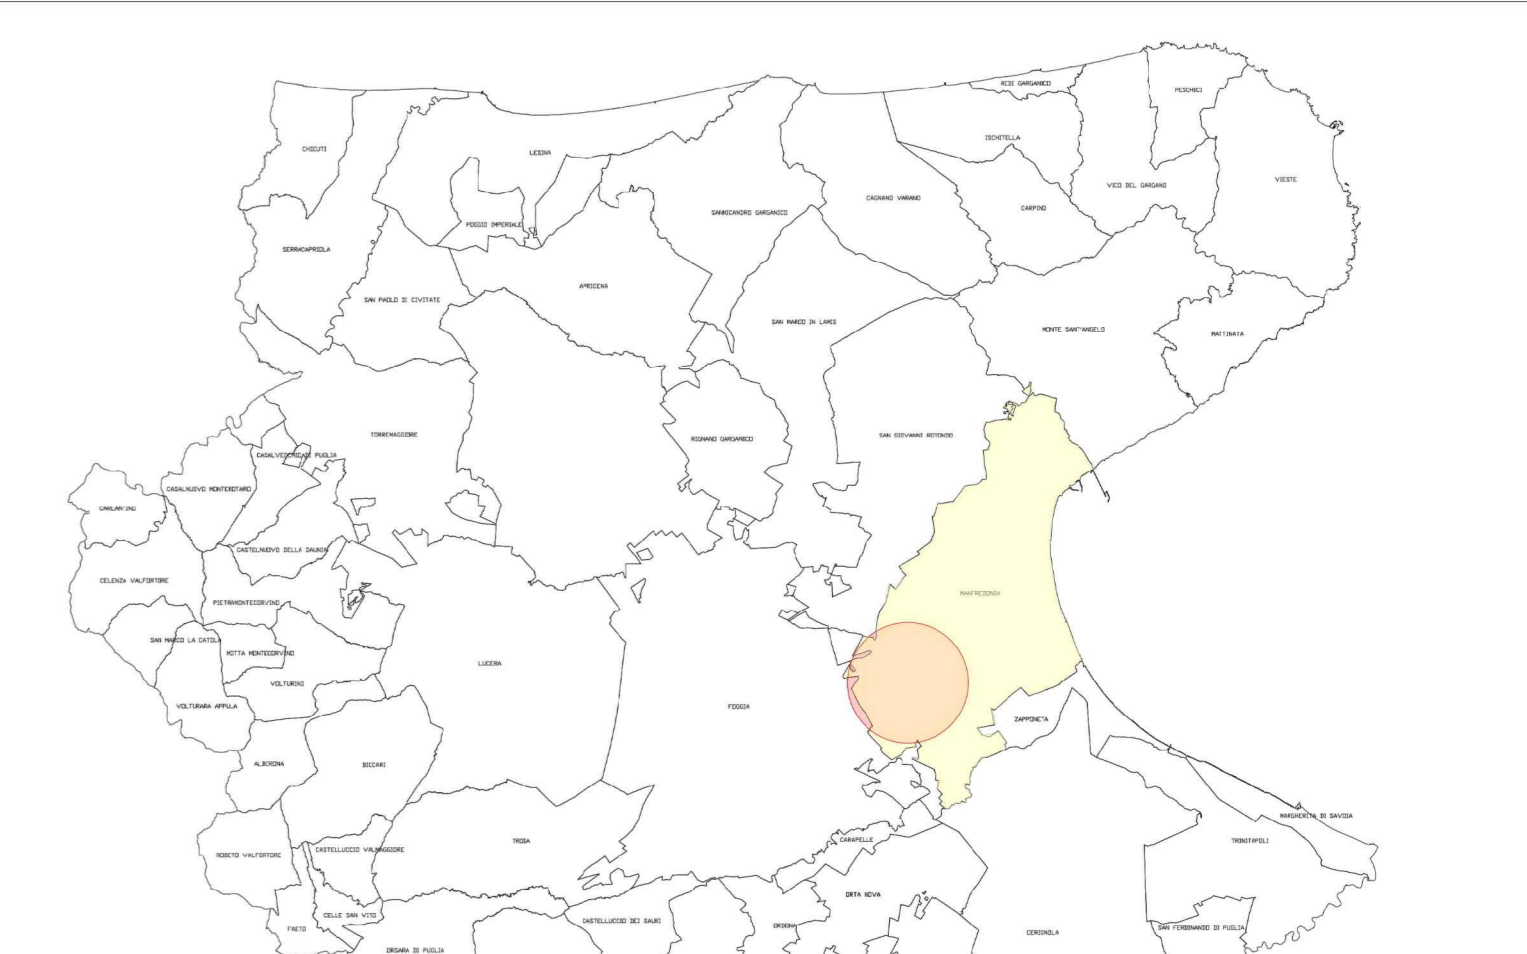 RODI GARGANICO
PESCHICI
ISCHITELLA
CHIEUTI
LESINA
VIESTE
VICO DEL GARGANO
CAGNANO VARANO
CARPINO
SANNICANDRO GARGANICO
POGGIO IMPERIALE
SERRACAPRIOLA
APRICENA
SAN PAOLO DI CIVITATE
SAN MARCO IN LAMIS
MONTE SANT'ANGELO
MATTINATA
TORREMAGGIORE
SAN GIOVANNI ROTONDO
RIGNANO GARGANICO
CASALVECCHIO DI PUGLIA
CASALNUOVO MONTEROTARO
CARLANTINO
CASTELNUOVO DELLA DAUNIA
CELENZA VALFORTORE
MANFREDONIA
PIETRAMONTECORVINO
SAN MARCO LA CATOLA
MOTTA MONTECORVINO
LUCERA
VOLTURINO
VOLTURARA APPULA
FOGGIA
ZAPPONETA
ALBERONA
BICCARI
MARGHERITA DI SAVOIA
TROIA
CARAPELLE
TRINITAPOLI
CASTELLUCCIO VALMAGGIORE
ROSETO VALFORTORE
ORTA NOVA
CELLE SAN VITO
CASTELLUCCIO DEI SAURI
ORDONA
FAETO
SAN FERDINANDO DI PUGLIA
CERIGNOLA
ORSARA DI PUGLIA